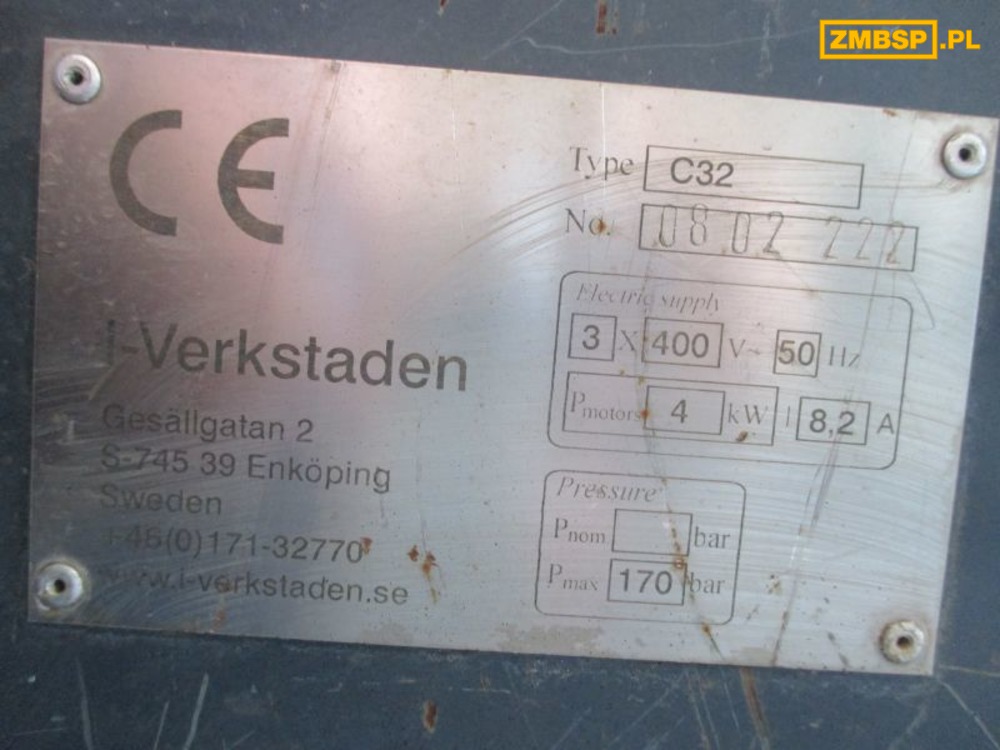 ZMBSP.PL
CE
Type C32
No. 08 02 222
i-Verkstaden
Gesällgatan 2
S-745 39 Enköping
Sweden
+46(0)171-32770
www.i-verkstaden.se
Electric supply
3 X 400 V~ 50 Hz
Pmotors 4 kW I 8,2 A
Pressure
Pnom bar
Pmax 170 bar